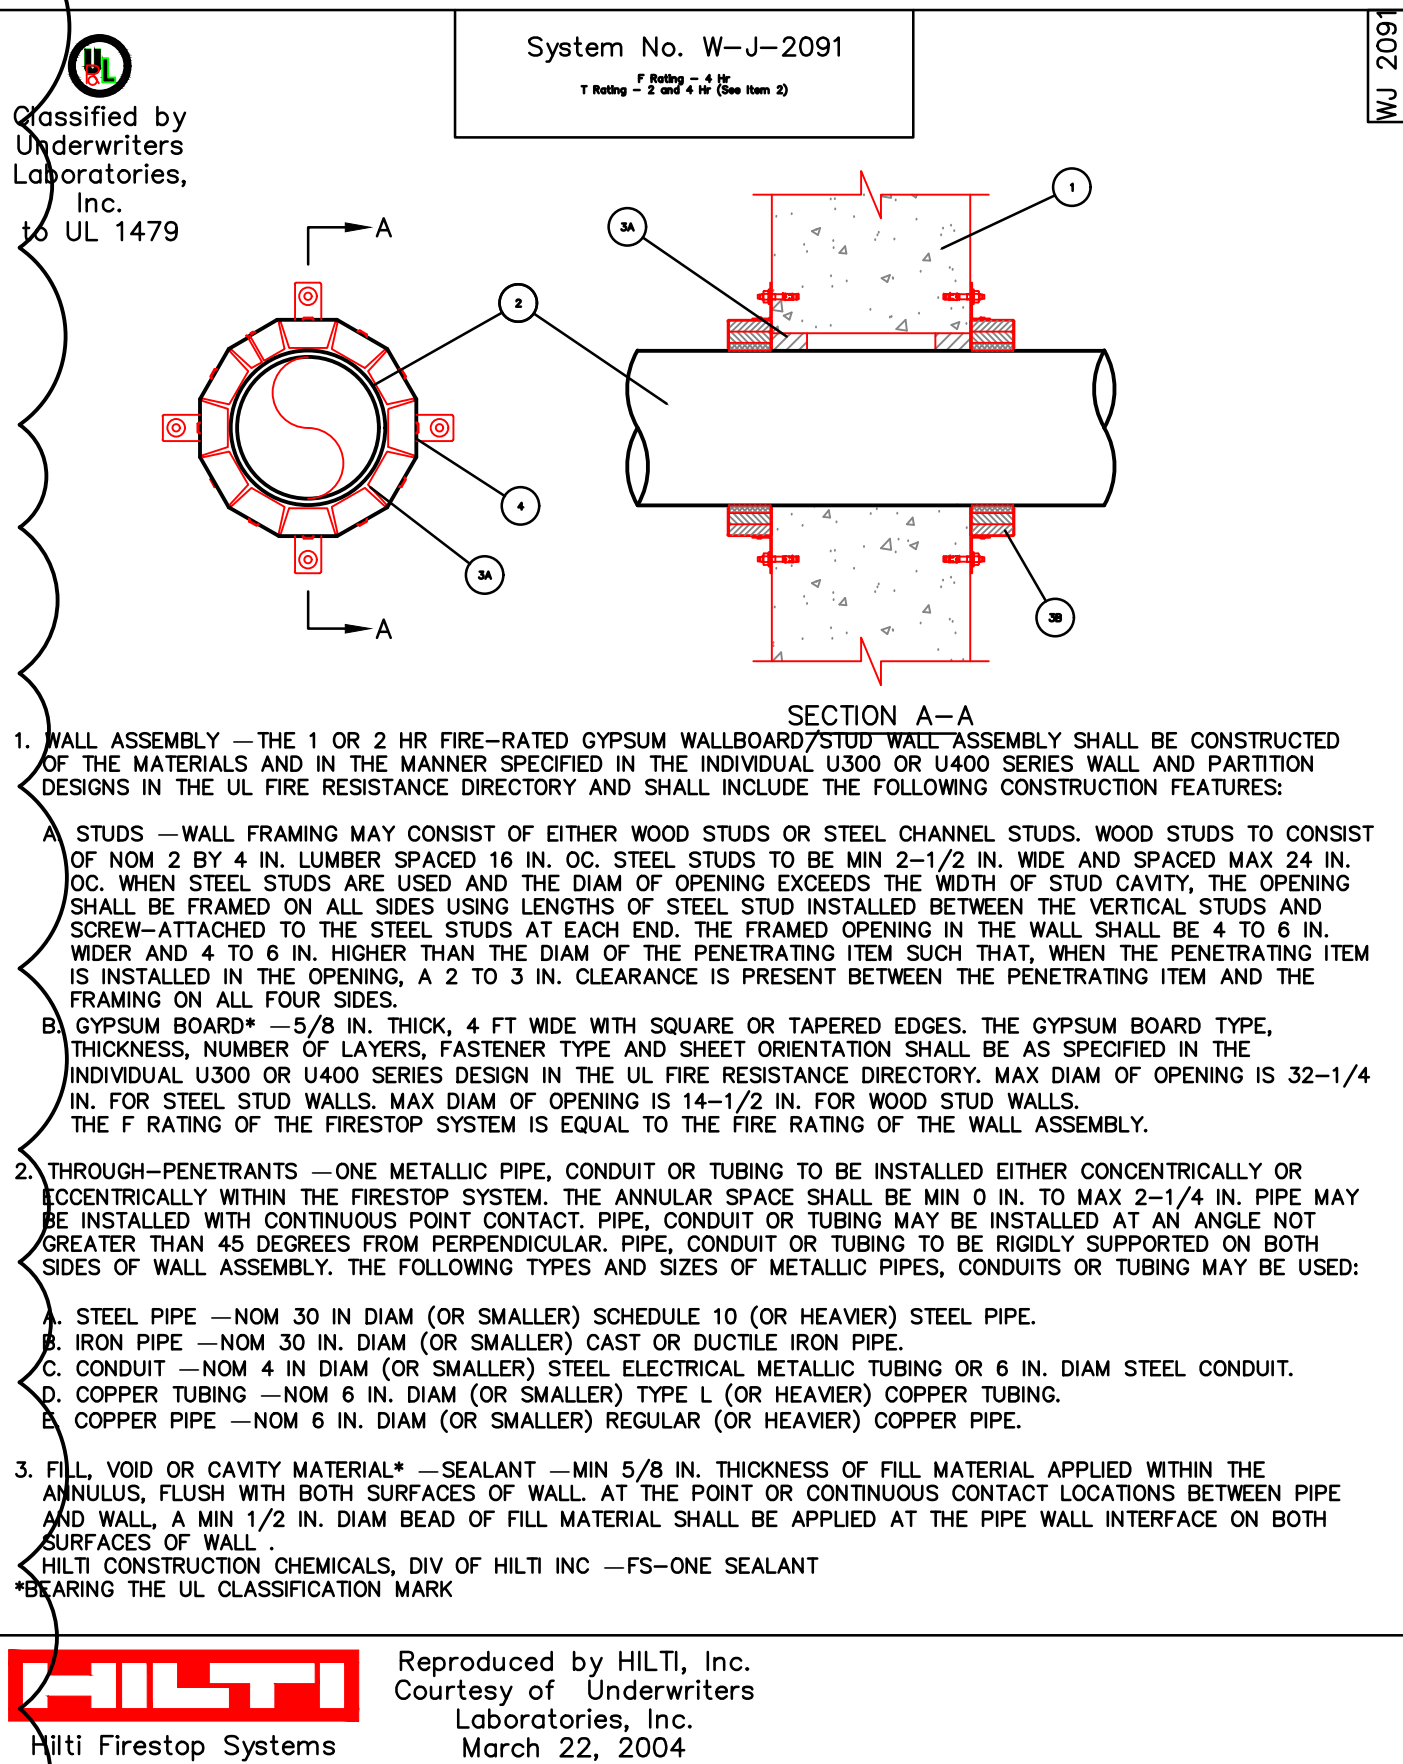 System No. W-J-2091
F Rating - 4 Hr
T Rating - 2 and 4 Hr (See Item 2)
WJ 2091
UL
Classified by
Underwriters
Laboratories,
Inc.
to UL 1479
A
A
2
4
3A
3A
1
3B
SECTION A-A
1. WALL ASSEMBLY —THE 1 OR 2 HR FIRE-RATED GYPSUM WALLBOARD/STUD WALL ASSEMBLY SHALL BE CONSTRUCTED
OF THE MATERIALS AND IN THE MANNER SPECIFIED IN THE INDIVIDUAL U300 OR U400 SERIES WALL AND PARTITION
DESIGNS IN THE UL FIRE RESISTANCE DIRECTORY AND SHALL INCLUDE THE FOLLOWING CONSTRUCTION FEATURES:
A. STUDS —WALL FRAMING MAY CONSIST OF EITHER WOOD STUDS OR STEEL CHANNEL STUDS. WOOD STUDS TO CONSIST
OF NOM 2 BY 4 IN. LUMBER SPACED 16 IN. OC. STEEL STUDS TO BE MIN 2-1/2 IN. WIDE AND SPACED MAX 24 IN.
OC. WHEN STEEL STUDS ARE USED AND THE DIAM OF OPENING EXCEEDS THE WIDTH OF STUD CAVITY, THE OPENING
SHALL BE FRAMED ON ALL SIDES USING LENGTHS OF STEEL STUD INSTALLED BETWEEN THE VERTICAL STUDS AND
SCREW-ATTACHED TO THE STEEL STUDS AT EACH END. THE FRAMED OPENING IN THE WALL SHALL BE 4 TO 6 IN.
WIDER AND 4 TO 6 IN. HIGHER THAN THE DIAM OF THE PENETRATING ITEM SUCH THAT, WHEN THE PENETRATING ITEM
IS INSTALLED IN THE OPENING, A 2 TO 3 IN. CLEARANCE IS PRESENT BETWEEN THE PENETRATING ITEM AND THE
FRAMING ON ALL FOUR SIDES.
B. GYPSUM BOARD* —5/8 IN. THICK, 4 FT WIDE WITH SQUARE OR TAPERED EDGES. THE GYPSUM BOARD TYPE,
THICKNESS, NUMBER OF LAYERS, FASTENER TYPE AND SHEET ORIENTATION SHALL BE AS SPECIFIED IN THE
INDIVIDUAL U300 OR U400 SERIES DESIGN IN THE UL FIRE RESISTANCE DIRECTORY. MAX DIAM OF OPENING IS 32-1/4
IN. FOR STEEL STUD WALLS. MAX DIAM OF OPENING IS 14-1/2 IN. FOR WOOD STUD WALLS.
THE F RATING OF THE FIRESTOP SYSTEM IS EQUAL TO THE FIRE RATING OF THE WALL ASSEMBLY.
2. THROUGH-PENETRANTS —ONE METALLIC PIPE, CONDUIT OR TUBING TO BE INSTALLED EITHER CONCENTRICALLY OR
ECCENTRICALLY WITHIN THE FIRESTOP SYSTEM. THE ANNULAR SPACE SHALL BE MIN 0 IN. TO MAX 2-1/4 IN. PIPE MAY
BE INSTALLED WITH CONTINUOUS POINT CONTACT. PIPE, CONDUIT OR TUBING MAY BE INSTALLED AT AN ANGLE NOT
GREATER THAN 45 DEGREES FROM PERPENDICULAR. PIPE, CONDUIT OR TUBING TO BE RIGIDLY SUPPORTED ON BOTH
SIDES OF WALL ASSEMBLY. THE FOLLOWING TYPES AND SIZES OF METALLIC PIPES, CONDUITS OR TUBING MAY BE USED:
A. STEEL PIPE —NOM 30 IN DIAM (OR SMALLER) SCHEDULE 10 (OR HEAVIER) STEEL PIPE.
B. IRON PIPE —NOM 30 IN. DIAM (OR SMALLER) CAST OR DUCTILE IRON PIPE.
C. CONDUIT —NOM 4 IN DIAM (OR SMALLER) STEEL ELECTRICAL METALLIC TUBING OR 6 IN. DIAM STEEL CONDUIT.
D. COPPER TUBING —NOM 6 IN. DIAM (OR SMALLER) TYPE L (OR HEAVIER) COPPER TUBING.
E. COPPER PIPE —NOM 6 IN. DIAM (OR SMALLER) REGULAR (OR HEAVIER) COPPER PIPE.
3. FILL, VOID OR CAVITY MATERIAL* —SEALANT —MIN 5/8 IN. THICKNESS OF FILL MATERIAL APPLIED WITHIN THE
ANNULUS, FLUSH WITH BOTH SURFACES OF WALL. AT THE POINT OR CONTINUOUS CONTACT LOCATIONS BETWEEN PIPE
AND WALL, A MIN 1/2 IN. DIAM BEAD OF FILL MATERIAL SHALL BE APPLIED AT THE PIPE WALL INTERFACE ON BOTH
SURFACES OF WALL .
HILTI CONSTRUCTION CHEMICALS, DIV OF HILTI INC —FS-ONE SEALANT
*BEARING THE UL CLASSIFICATION MARK
HILTI
Hilti Firestop Systems
Reproduced by HILTI, Inc.
Courtesy of Underwriters
Laboratories, Inc.
March 22, 2004